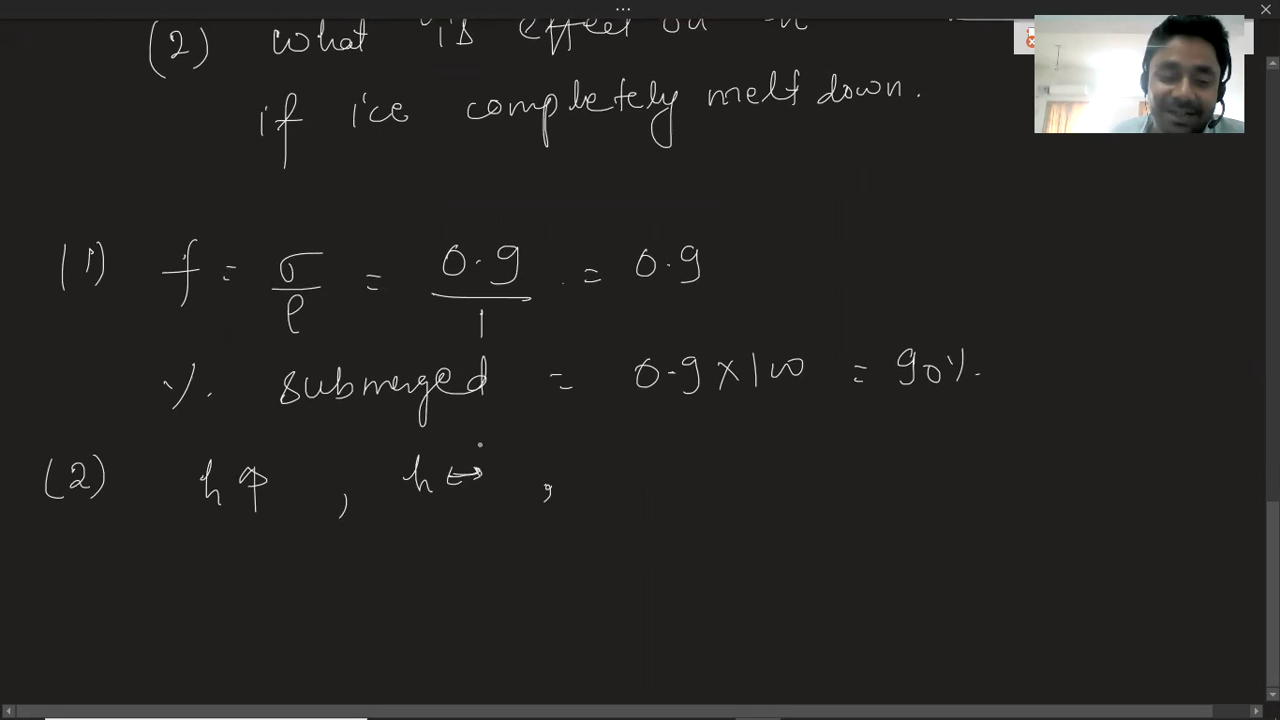 (2) what is effect on h
if ice completely melt down.
(1) f = σ/ρ = 0.9/1 = 0.9
% submerged = 0.9 x 100 = 90%.
(2) h↑ , h↔ ,